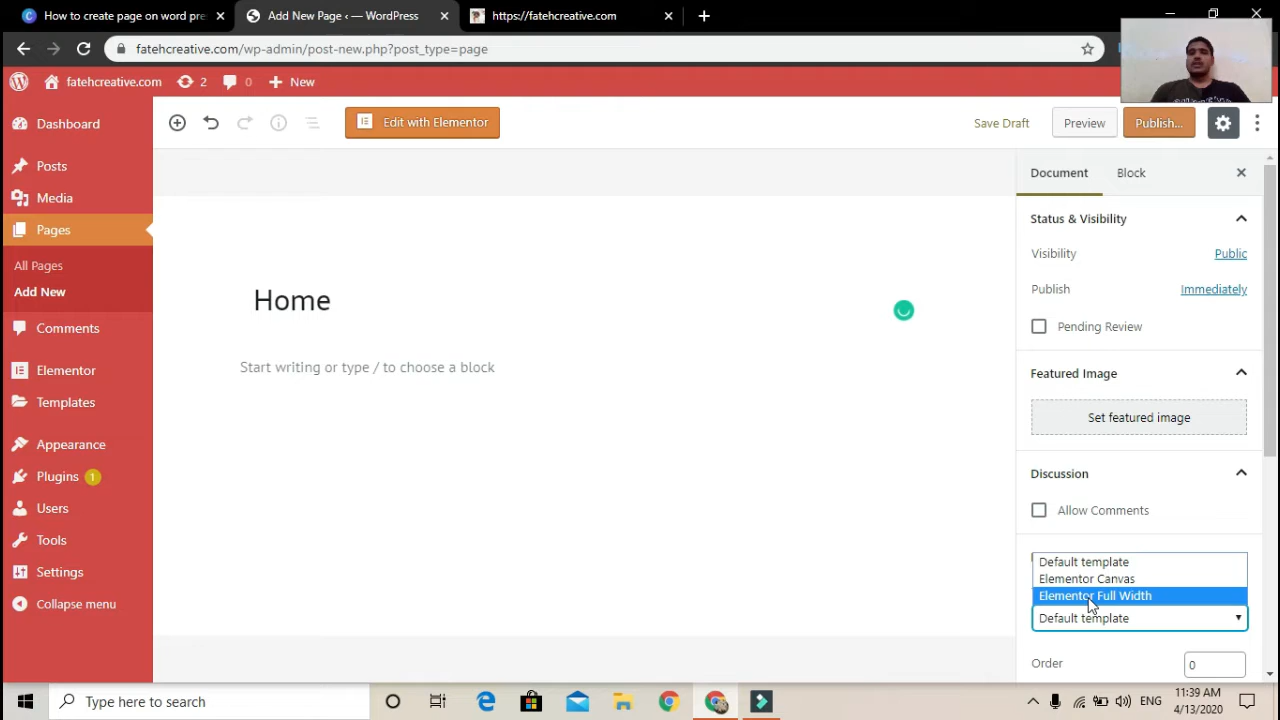 How to create page on wordpres
Add New Page ‹— WordPress
https://fatehcreative.com
fatehcreative.com/wp-admin/post-new.php?post_type=page
fatehcreative.com
2
0
New
Dashboard
Posts
Media
Pages
All Pages
Add New
Comments
Elementor
Templates
Appearance
Plugins 1
Users
Tools
Settings
Collapse menu
Edit with Elementor
Save Draft
Preview
Publish...
Home
Start writing or type / to choose a block
Document
Block
Status & Visibility
Visibility
Public
Publish
Immediately
Pending Review
Featured Image
Set featured image
Discussion
Allow Comments
Default template
Elementor Canvas
Elementor Full Width
Default template
Order
0
Type here to search
ENG
11:39 AM
4/13/2020